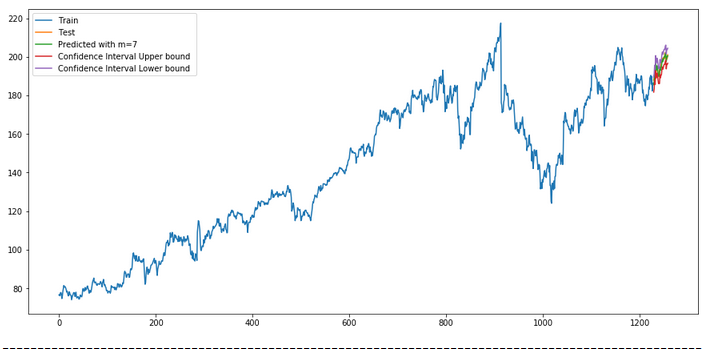 220
200
180
160
140
120
100
80
Train
Test
Predicted with m=7
Confidence Interval Upper bound
Confidence Interval Lower bound
0 200 400 600 800 1000 1200